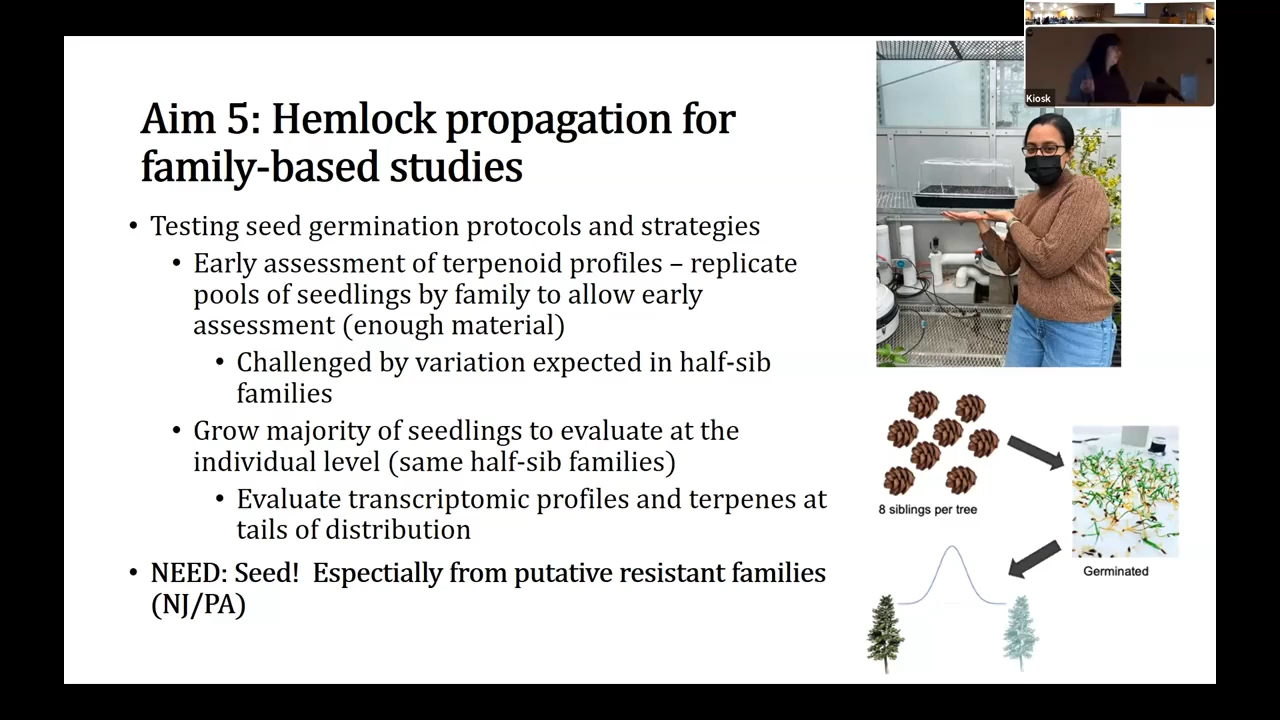 Kiosk
Aim 5: Hemlock propagation for
family-based studies
• Testing seed germination protocols and strategies
• Early assessment of terpenoid profiles – replicate
pools of seedlings by family to allow early
assessment (enough material)
• Challenged by variation expected in half-sib
families
• Grow majority of seedlings to evaluate at the
individual level (same half-sib families)
• Evaluate transcriptomic profiles and terpenes at
tails of distribution
• NEED: Seed!  Espectially from putative resistant families
(NJ/PA)
8 siblings per tree
Germinated